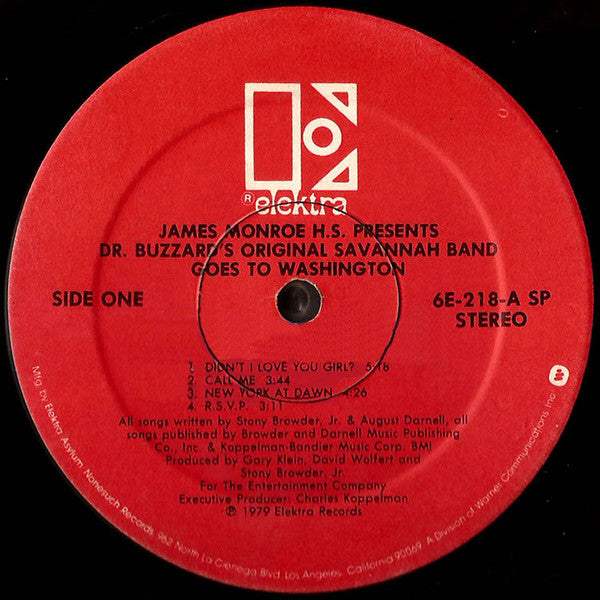 ® elektra
JAMES MONROE H.S. PRESENTS
DR. BUZZARD'S ORIGINAL SAVANNAH BAND
GOES TO WASHINGTON
SIDE ONE
6E-218-A SP
STEREO
1. DIDN'T I LOVE YOU GIRL? 5:18
2. CALL ME 3:44
3. NEW YORK AT DAWN 4:26
4. R.S.V.P. 3:11
All songs written by Stony Browder, Jr. & August Darnell, all
songs published by Browder and Darnell Music Publishing
Co., Inc. & Koppelman-Bandier Music Corp. BMI
Produced by Gary Klein, David Wolfert and
Stony Browder, Jr.
For The Entertainment Company
Executive Producer: Charles Koppelman
℗ 1979 Elektra Records
Mfg. by Elektra/Asylum/Nonesuch Records, 962 North La Cienega Blvd. Los Angeles, California 90069. A Division of Warner Communications Inc.